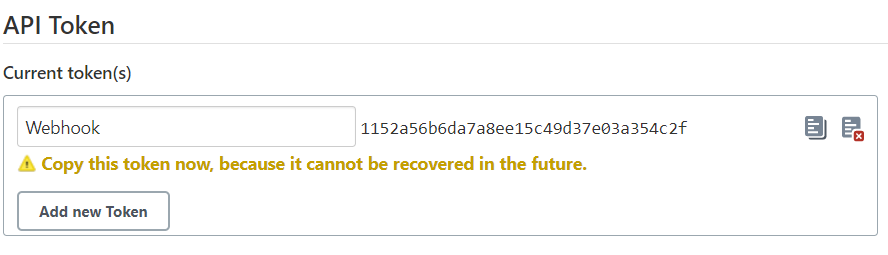 API Token
Current token(s)
Webhook 1152a56b6da7a8ee15c49d37e03a354c2f
Copy this token now, because it cannot be recovered in the future.
Add new Token